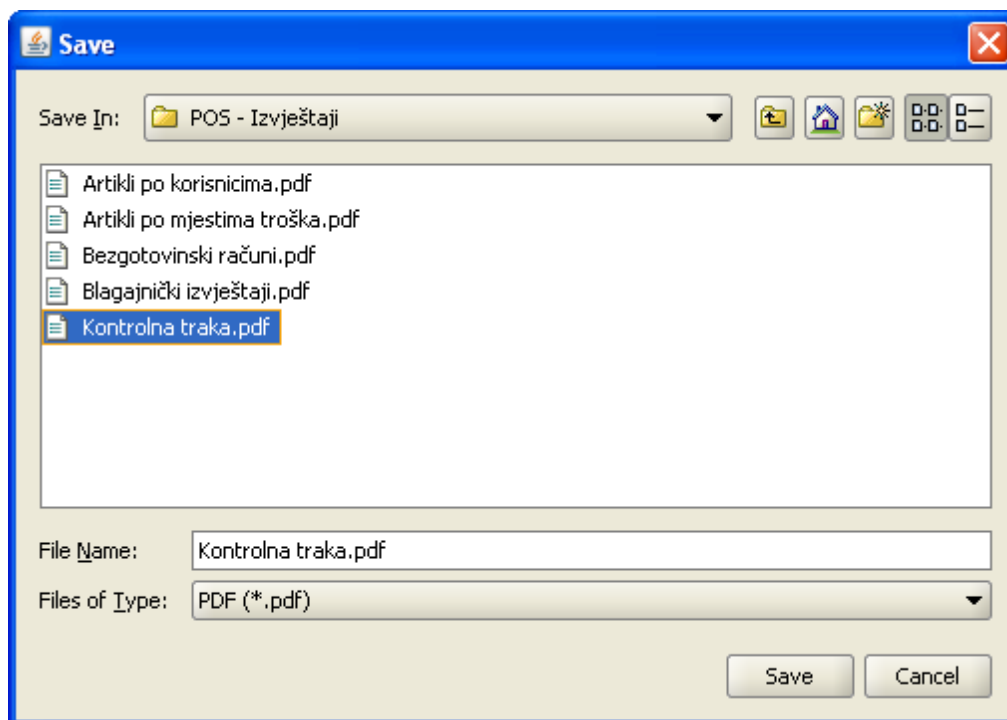 Save
Save In: POS - Izvještaji
Artikli po korisnicima.pdf
Artikli po mjestima troška.pdf
Bezgotovinski računi.pdf
Blagajnički izvještaji.pdf
Kontrolna traka.pdf
File Name: Kontrolna traka.pdf
Files of Type: PDF (*.pdf)
Save Cancel